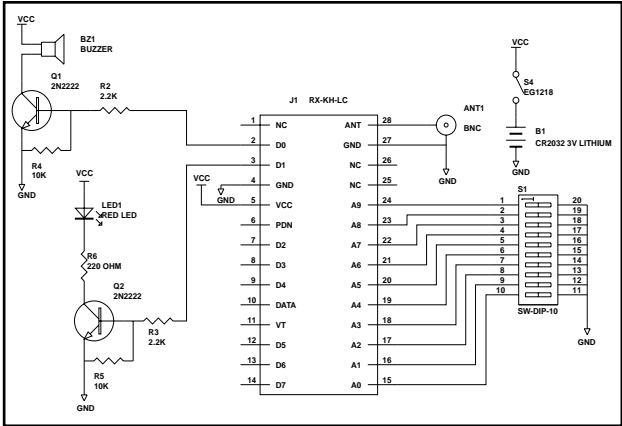 VCC
BZ1
BUZZER
Q1
2N2222
R2
2.2K
R4
10K
GND
VCC
LED1
RED LED
R6
220 OHM
Q2
2N2222
R3
2.2K
R5
10K
GND
J1 RX-KH-LC
1 NC
2 D0
3 D1
4 GND
5 VCC
6 PDN
7 D2
8 D3
9 D4
10 DATA
11 VT
12 D5
13 D6
14 D7
VCC
GND
ANT 28
GND 27
NC 26
NC 25
A9 24
A8 23
A7 22
A6 21
A5 20
A4 19
A3 18
A2 17
A1 16
A0 15
ANT1
BNC
GND
VCC
S4
EG1218
B1
CR2032 3V LITHIUM
GND
S1
1 20
2 19
3 18
4 17
5 16
6 15
7 14
8 13
9 12
10 11
SW-DIP-10
GND